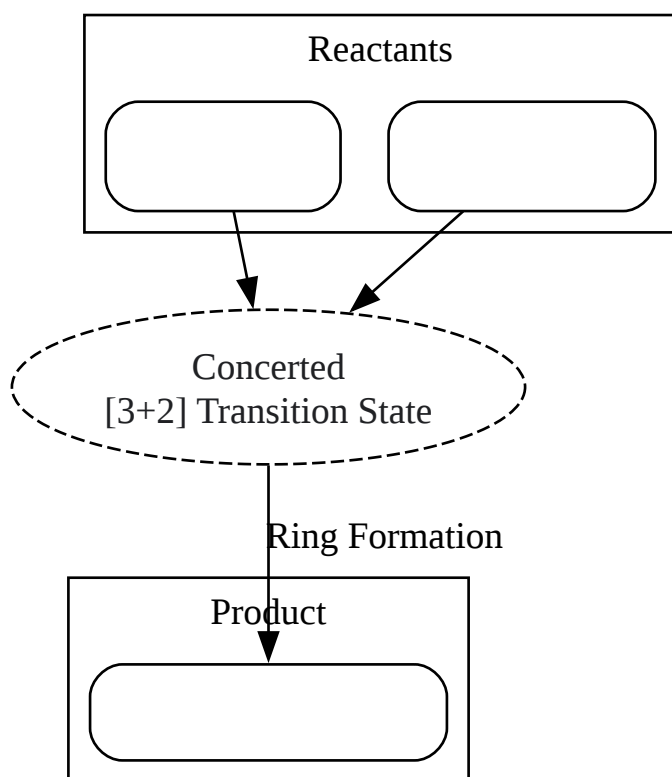 Reactants
Concerted
[3+2] Transition State
Ring Formation
Product